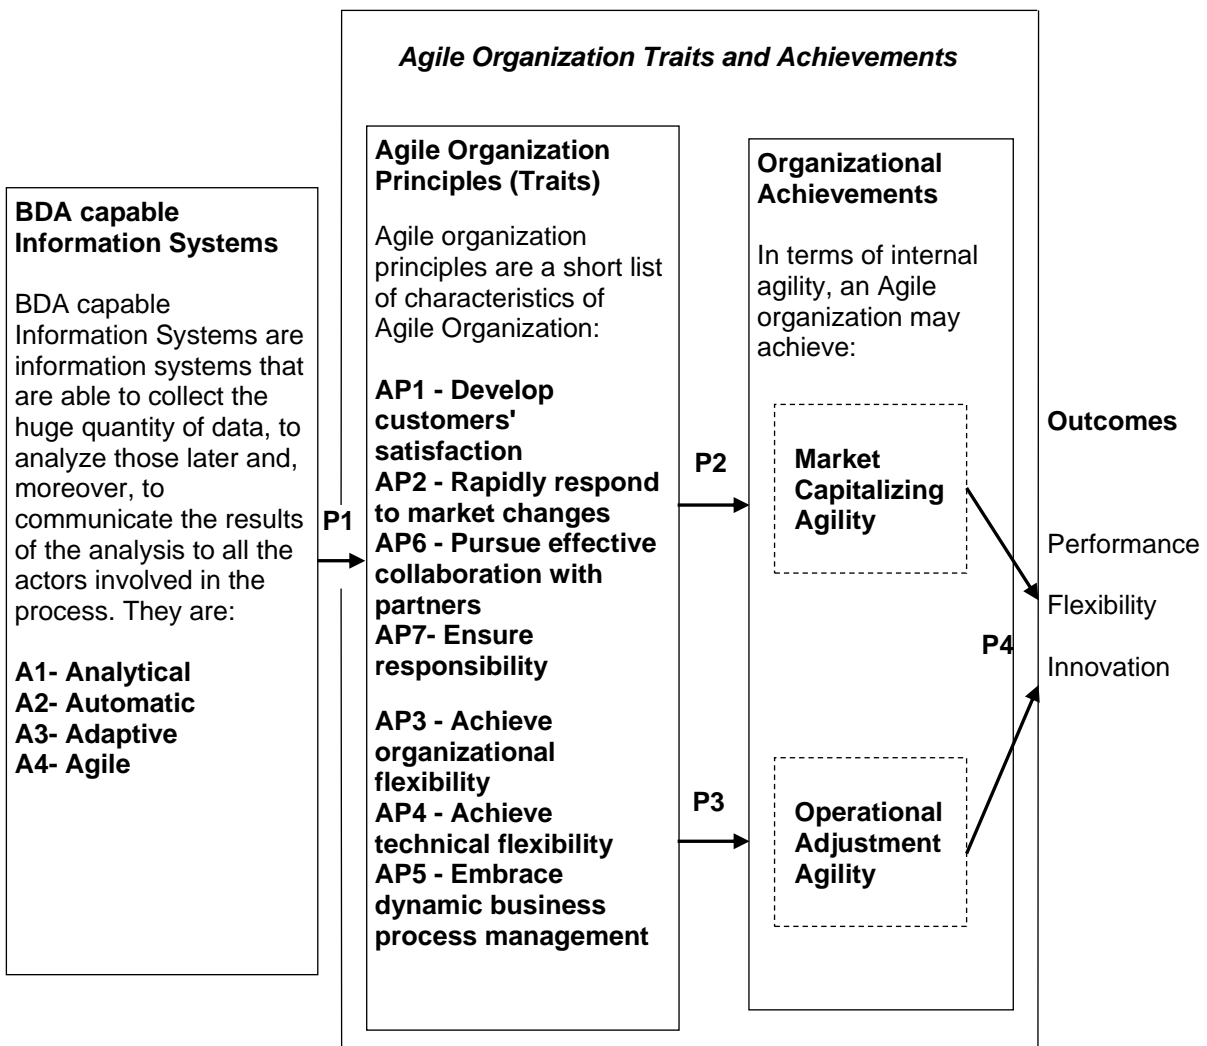 Agile Organization Traits and Achievements
BDA capable
Information Systems
BDA capable
Information Systems are
information systems that
are able to collect the
huge quantity of data, to
analyze those later and,
moreover, to
communicate the results
of the analysis to all the
actors involved in the
process. They are:
A1- Analytical
A2- Automatic
A3- Adaptive
A4- Agile
P1
Agile Organization
Principles (Traits)
Agile organization
principles are a short list
of characteristics of
Agile Organization:
AP1 - Develop
customers'
satisfaction
AP2 - Rapidly respond
to market changes
AP6 - Pursue effective
collaboration with
partners
AP7- Ensure
responsibility
AP3 - Achieve
organizational
flexibility
AP4 - Achieve
technical flexibility
AP5 - Embrace
dynamic business
process management
P2
P3
Organizational
Achievements
In terms of internal
agility, an Agile
organization may
achieve:
Market
Capitalizing
Agility
Operational
Adjustment
Agility
P4
Outcomes
Performance
Flexibility
Innovation